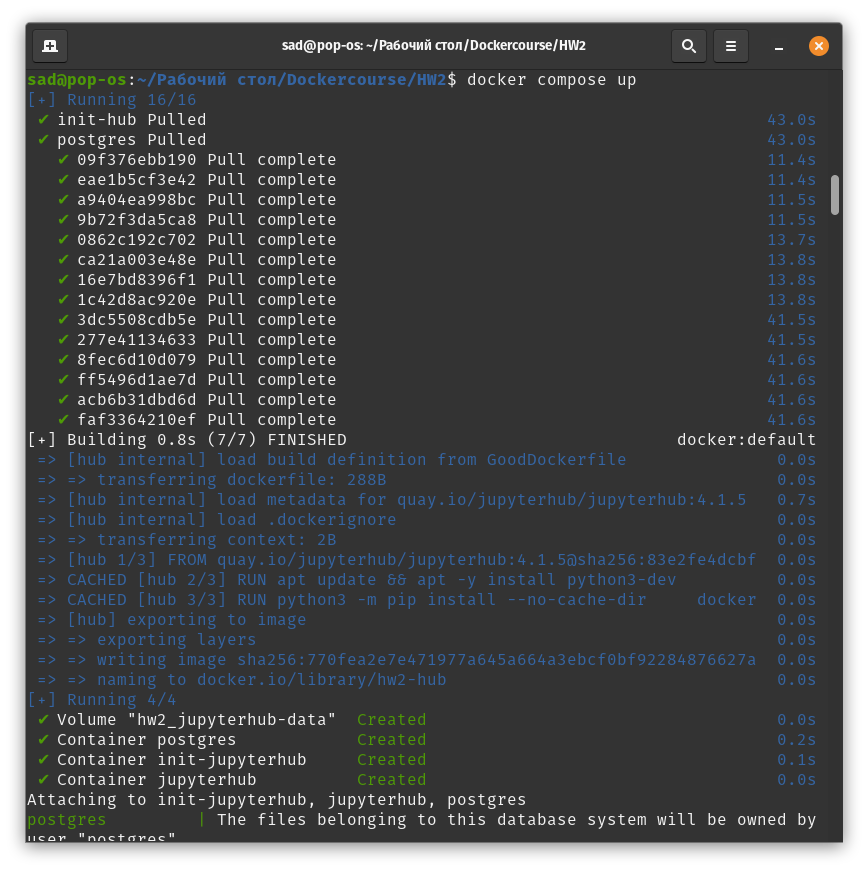 sad@pop-os: ~/Рабочий стол/Dockercourse/HW2
sad@pop-os:~/Рабочий стол/Dockercourse/HW2$ docker compose up
[+] Running 16/16
✔ init-hub Pulled 43.0s
✔ postgres Pulled 43.0s
✔ 09f376ebb190 Pull complete 11.4s
✔ eae1b5cf3e42 Pull complete 11.4s
✔ a9404ea998bc Pull complete 11.5s
✔ 9b72f3da5ca8 Pull complete 11.5s
✔ 0862c192c702 Pull complete 13.7s
✔ ca21a003e48e Pull complete 13.8s
✔ 16e7bd8396f1 Pull complete 13.8s
✔ 1c42d8ac920e Pull complete 13.8s
✔ 3dc5508cdb5e Pull complete 41.5s
✔ 277e41134633 Pull complete 41.5s
✔ 8fec6d10d079 Pull complete 41.6s
✔ ff5496d1ae7d Pull complete 41.6s
✔ acb6b31dbd6d Pull complete 41.6s
✔ faf3364210ef Pull complete 41.6s
[+] Building 0.8s (7/7) FINISHED docker:default
=> [hub internal] load build definition from GoodDockerfile 0.0s
=> => transferring dockerfile: 288B 0.0s
=> [hub internal] load metadata for quay.io/jupyterhub/jupyterhub:4.1.5 0.7s
=> [hub internal] load .dockerignore 0.0s
=> => transferring context: 2B 0.0s
=> [hub 1/3] FROM quay.io/jupyterhub/jupyterhub:4.1.5@sha256:83e2fe4dcbf 0.0s
=> CACHED [hub 2/3] RUN apt update && apt -y install python3-dev 0.0s
=> CACHED [hub 3/3] RUN python3 -m pip install --no-cache-dir docker 0.0s
=> [hub] exporting to image 0.0s
=> => exporting layers 0.0s
=> => writing image sha256:770fea2e7e471977a645a664a3ebcf0bf92284876627a 0.0s
=> => naming to docker.io/library/hw2-hub 0.0s
[+] Running 4/4
✔ Volume "hw2_jupyterhub-data" Created 0.0s
✔ Container postgres Created 0.2s
✔ Container init-jupyterhub Created 0.1s
✔ Container jupyterhub Created 0.0s
Attaching to init-jupyterhub, jupyterhub, postgres
postgres | The files belonging to this database system will be owned by
user "postgres"